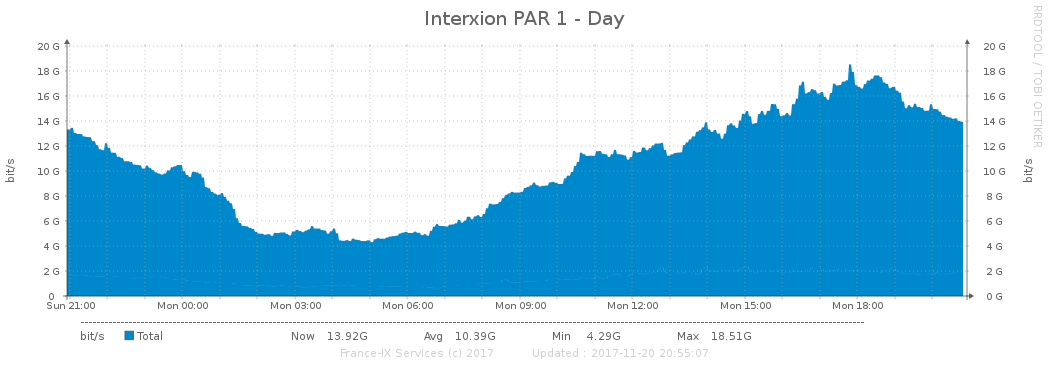 Interxion PAR 1 - Day
RRDTOOL / TOBI OETIKER
20 G 20 G
18 G 18 G
16 G 16 G
14 G 14 G
12 G 12 G
10 G 10 G
8 G 8 G
6 G 6 G
4 G 4 G
2 G 2 G
0 0 G
bit/s
bit/s
Sun 21:00 Mon 00:00 Mon 03:00 Mon 06:00 Mon 09:00 Mon 12:00 Mon 15:00 Mon 18:00
bit/s Total Now 13.92G Avg 10.39G Min 4.29G Max 18.51G
France-IX Services (c) 2017 Updated : 2017-11-20 20:55:07